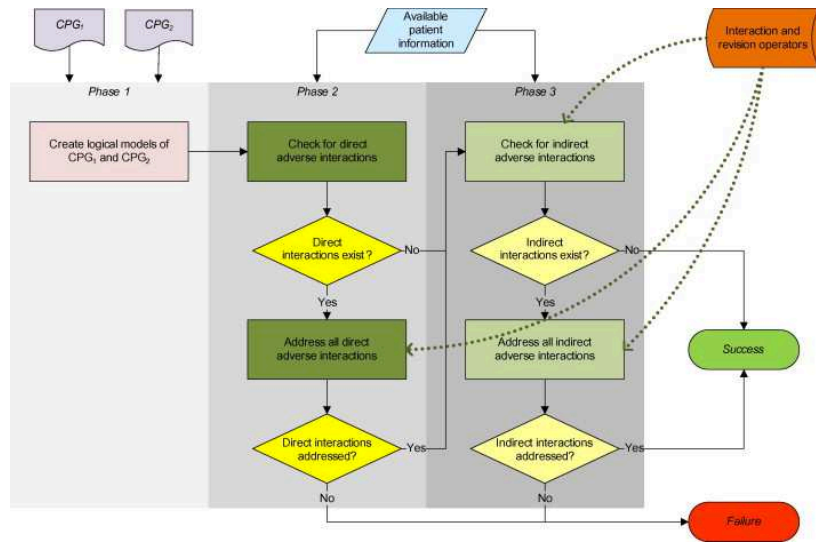 CPG₁
CPG₂
Available
patient
information
Interaction and
revision operators
Phase 1
Phase 2
Phase 3
Create logical models of
CPG₁ and CPG₂
Check for direct
adverse interactions
Check for indirect
adverse interactions
Direct
interactions exist?
No
Indirect
interactions exist?
No
Yes
Yes
Address all direct
adverse interactions
Address all indirect
adverse interactions
Success
Direct interactions
addressed?
Yes
Indirect interactions
addressed?
Yes
No
No
Failure